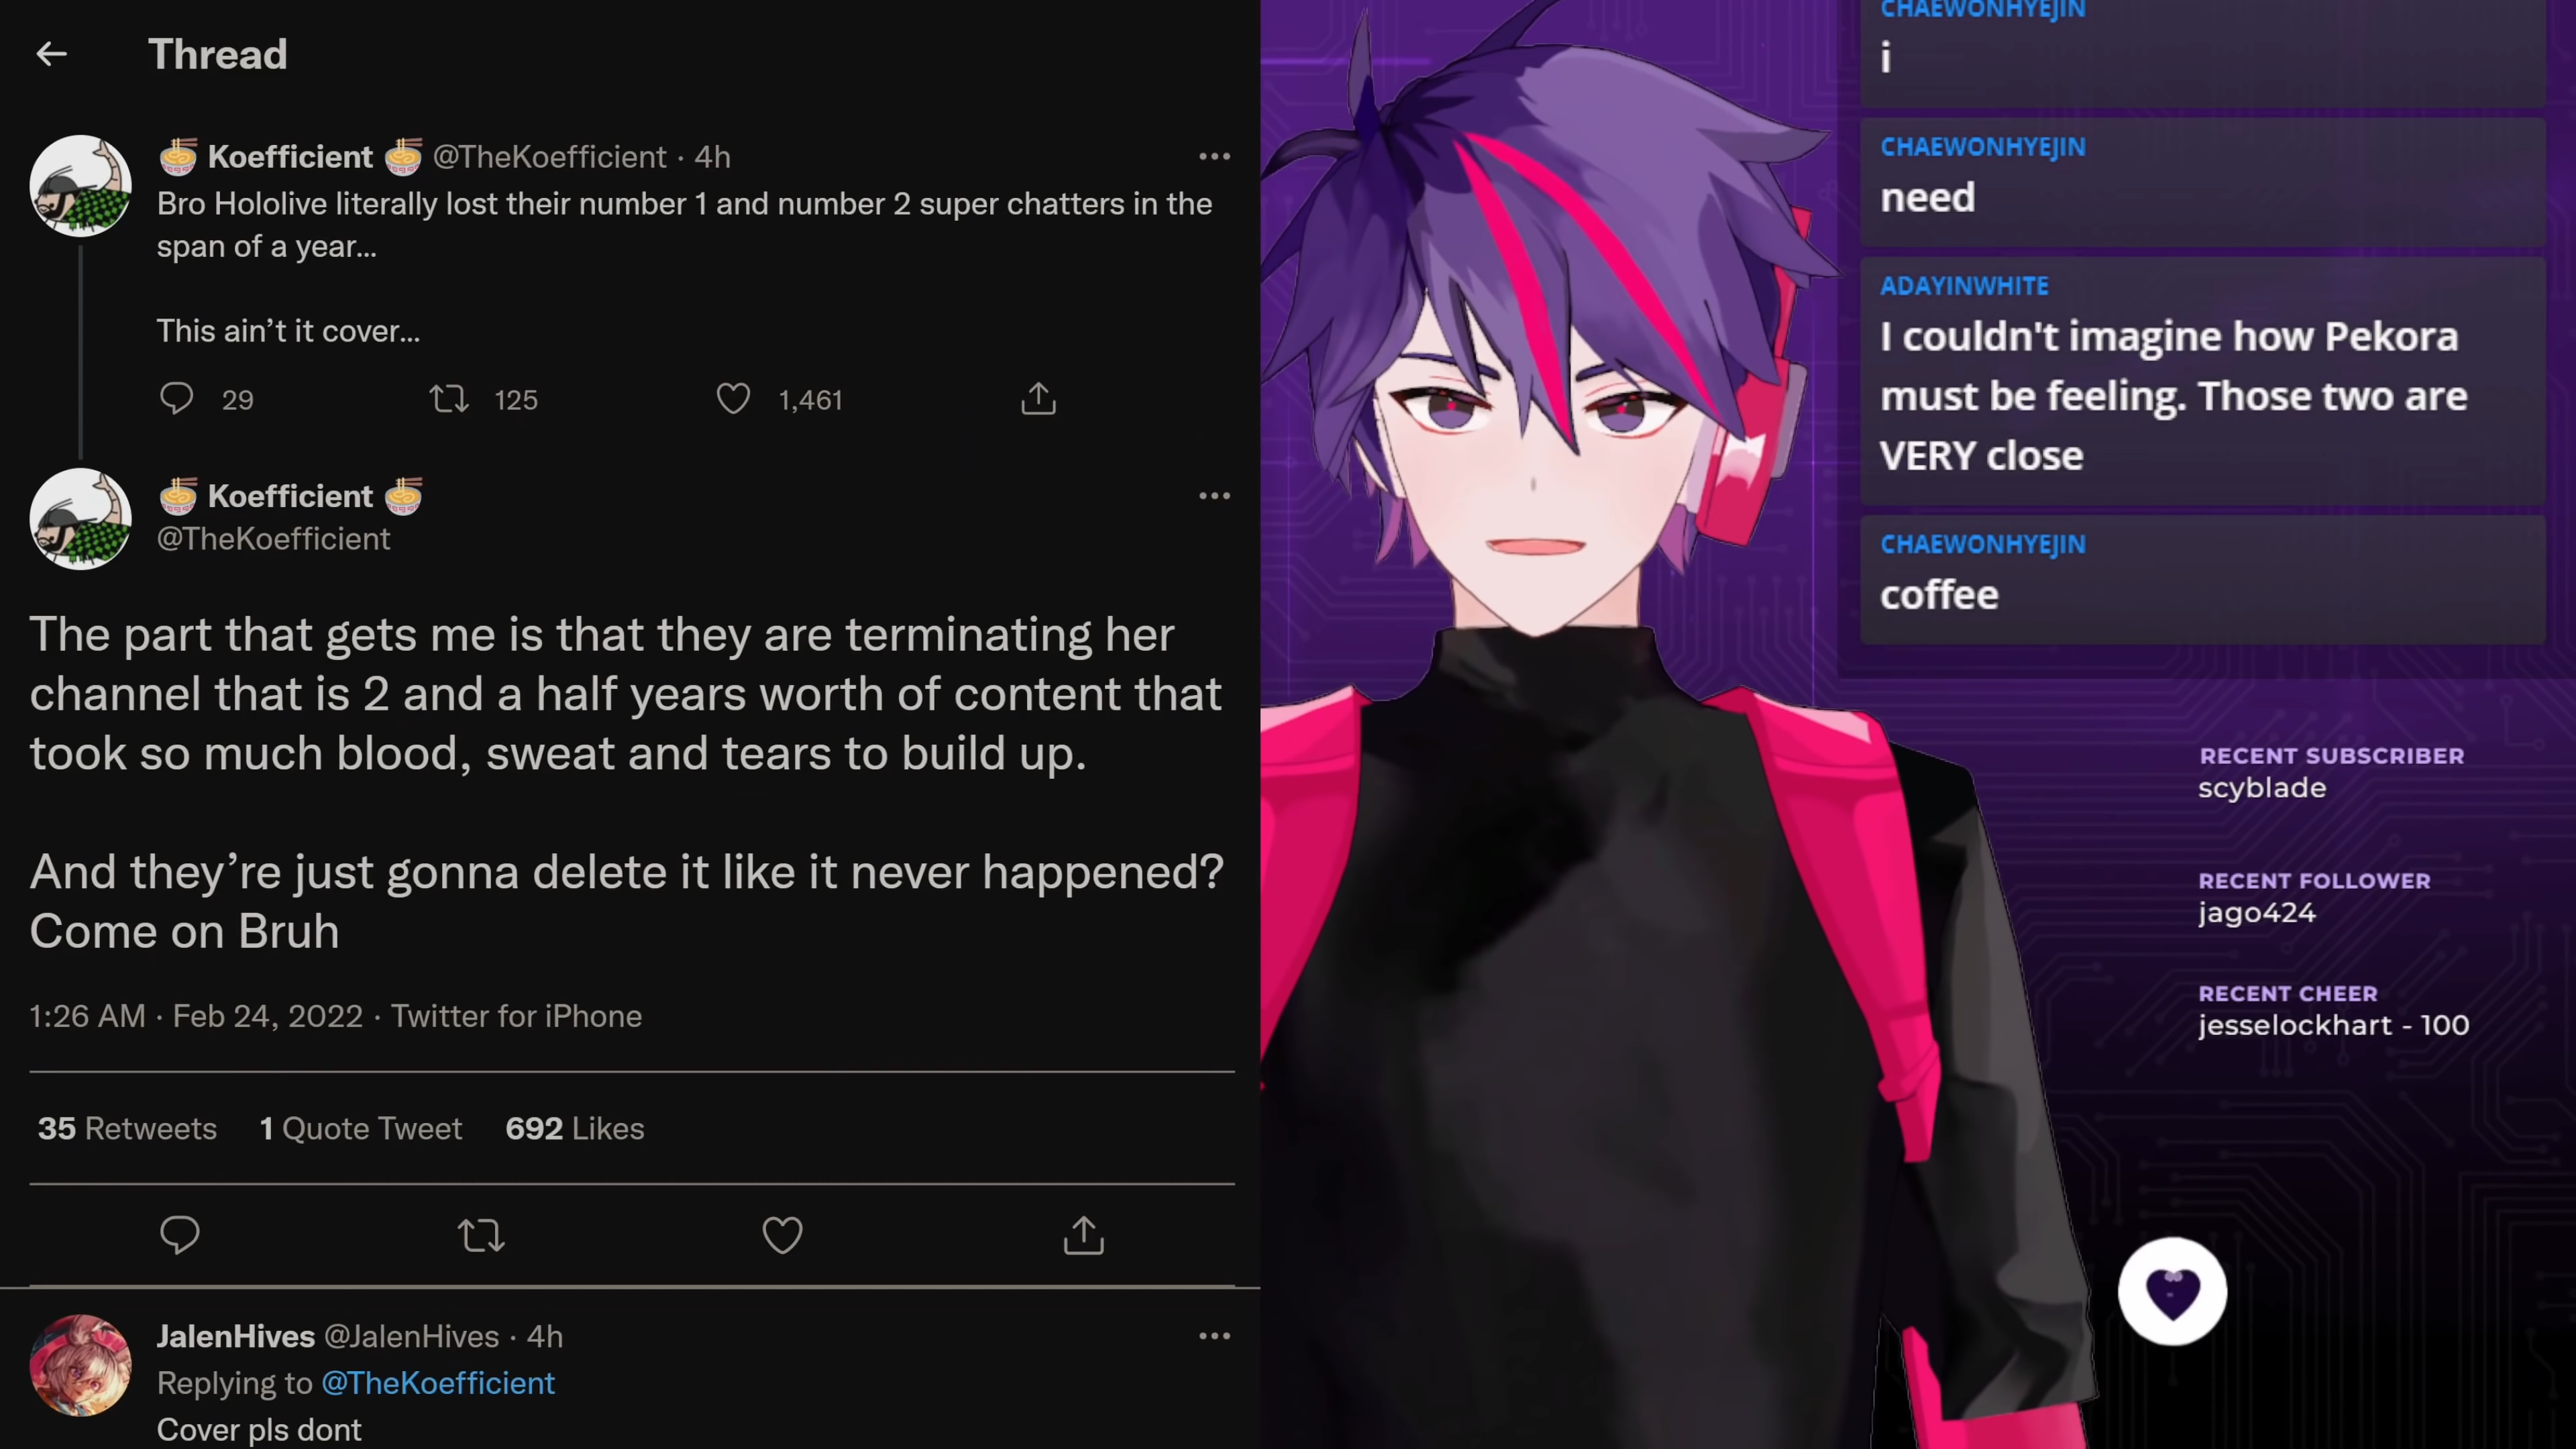 Thread
Koefficient @TheKoefficient · 4h
Bro Hololive literally lost their number 1 and number 2 super chatters in the
span of a year...
This ain't it cover...
29 125 1,461
Koefficient
@TheKoefficient
The part that gets me is that they are terminating her
channel that is 2 and a half years worth of content that
took so much blood, sweat and tears to build up.
And they're just gonna delete it like it never happened?
Come on Bruh
1:26 AM · Feb 24, 2022 · Twitter for iPhone
35 Retweets 1 Quote Tweet 692 Likes
JalenHives @JalenHives · 4h
Replying to @TheKoefficient
Cover pls dont
CHAEWONHYEJIN
i
CHAEWONHYEJIN
need
ADAYINWHITE
I couldn't imagine how Pekora
must be feeling. Those two are
VERY close
CHAEWONHYEJIN
coffee
RECENT SUBSCRIBER
scyblade
RECENT FOLLOWER
jago424
RECENT CHEER
jesselockhart - 100